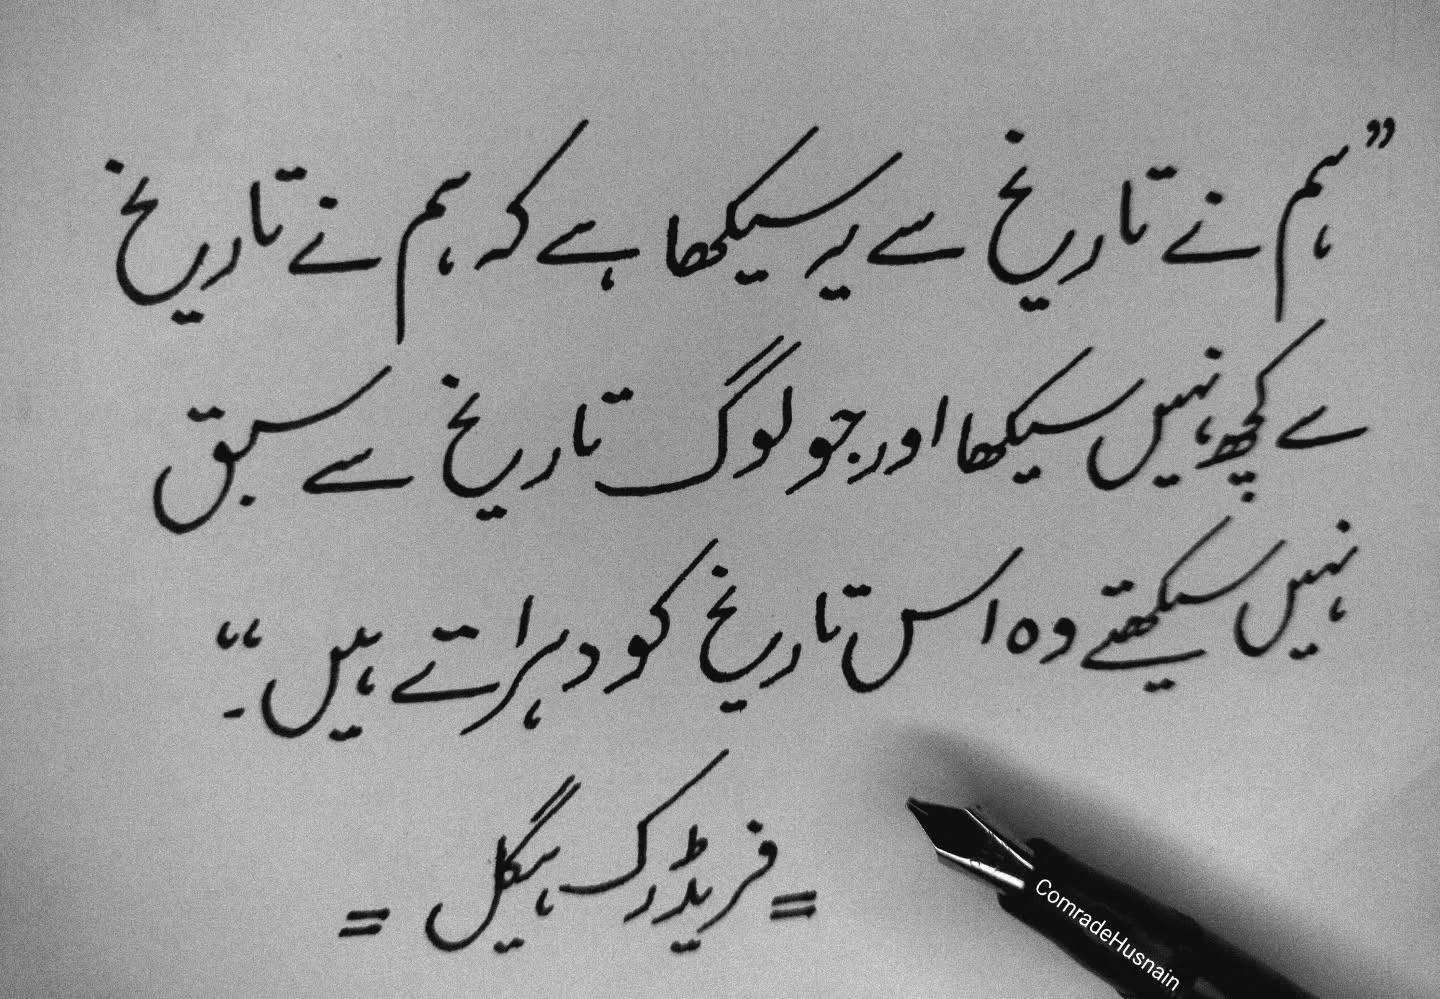 ”ہم نے تاریخ سے یہ سیکھا ہے کہ ہم نے تاریخ
سے کچھ نہیں سیکھا اور جو لوگ تاریخ سے سبق
نہیں سیکھتے وہ اس تاریخ کو دہراتے ہیں۔“
= فریڈرک ہیگل =
ComradeHusnain